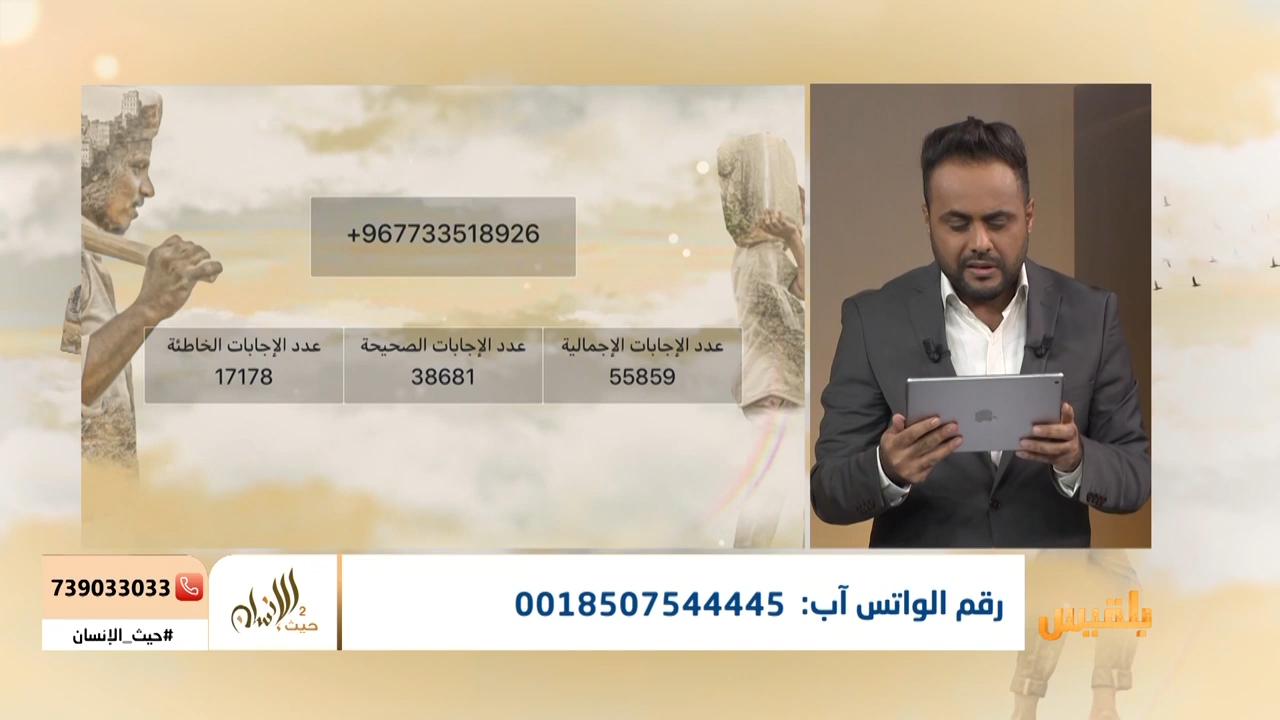 +967733518926
عدد الإجابات الإجمالية
55859
عدد الإجابات الصحيحة
38681
عدد الإجابات الخاطئة
17178
بلقيس
رقم الواتس آب: 0018507544445
حيث الإنسان 2
739033033
#حيث_الإنسان